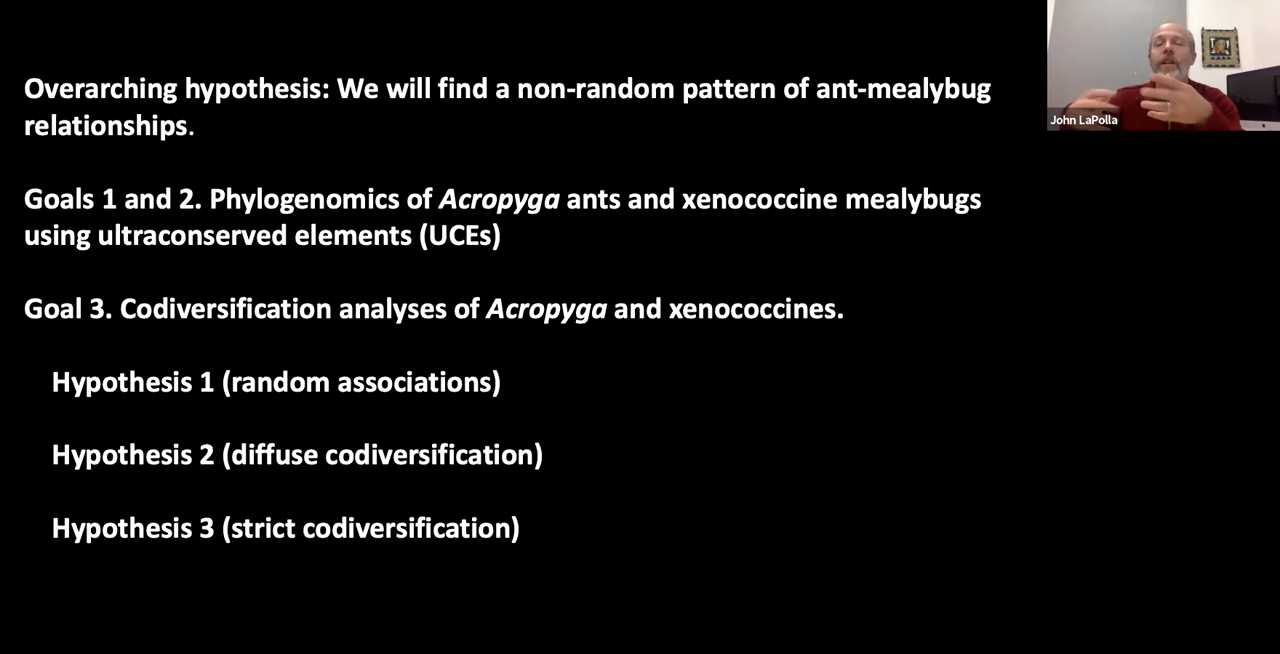 Overarching hypothesis: We will find a non-random pattern of ant-mealybug
relationships.
Goals 1 and 2. Phylogenomics of Acropyga ants and xenococcine mealybugs
using ultraconserved elements (UCEs)
Goal 3. Codiversification analyses of Acropyga and xenococcines.
Hypothesis 1 (random associations)
Hypothesis 2 (diffuse codiversification)
Hypothesis 3 (strict codiversification)
John LaPolla